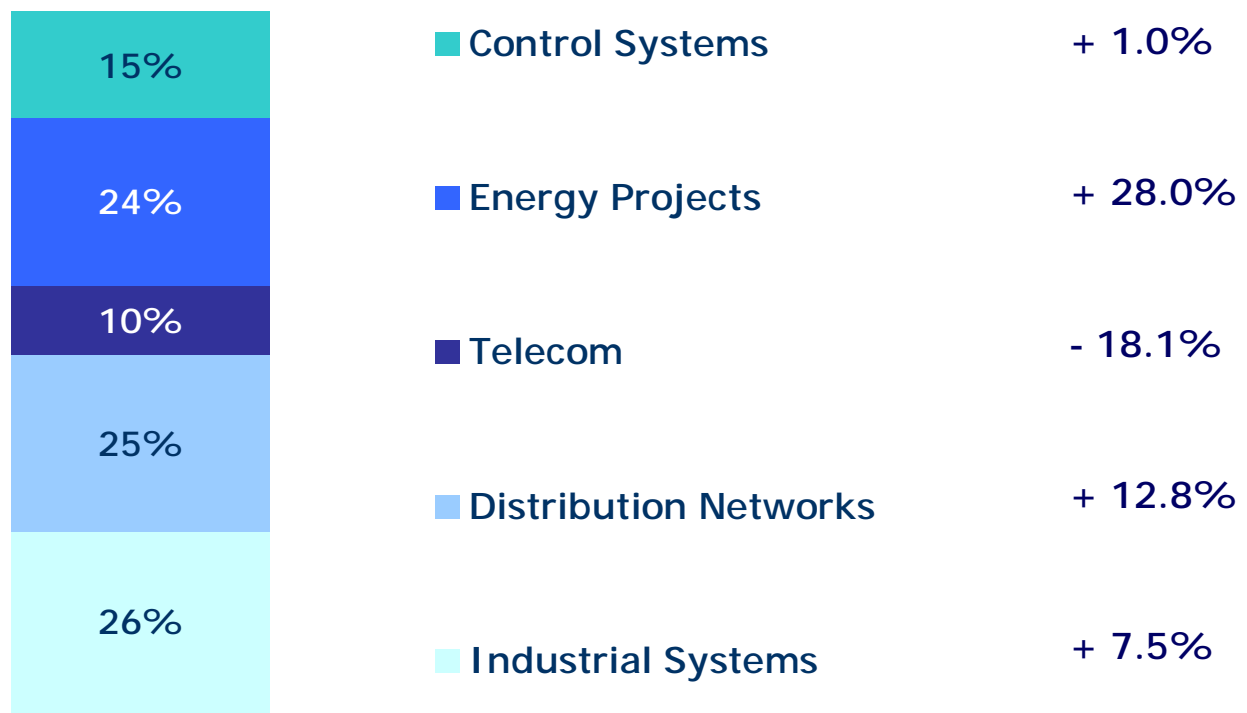 15% Control Systems + 1.0%
24% Energy Projects + 28.0%
10% Telecom - 18.1%
25% Distribution Networks + 12.8%
26% Industrial Systems + 7.5%